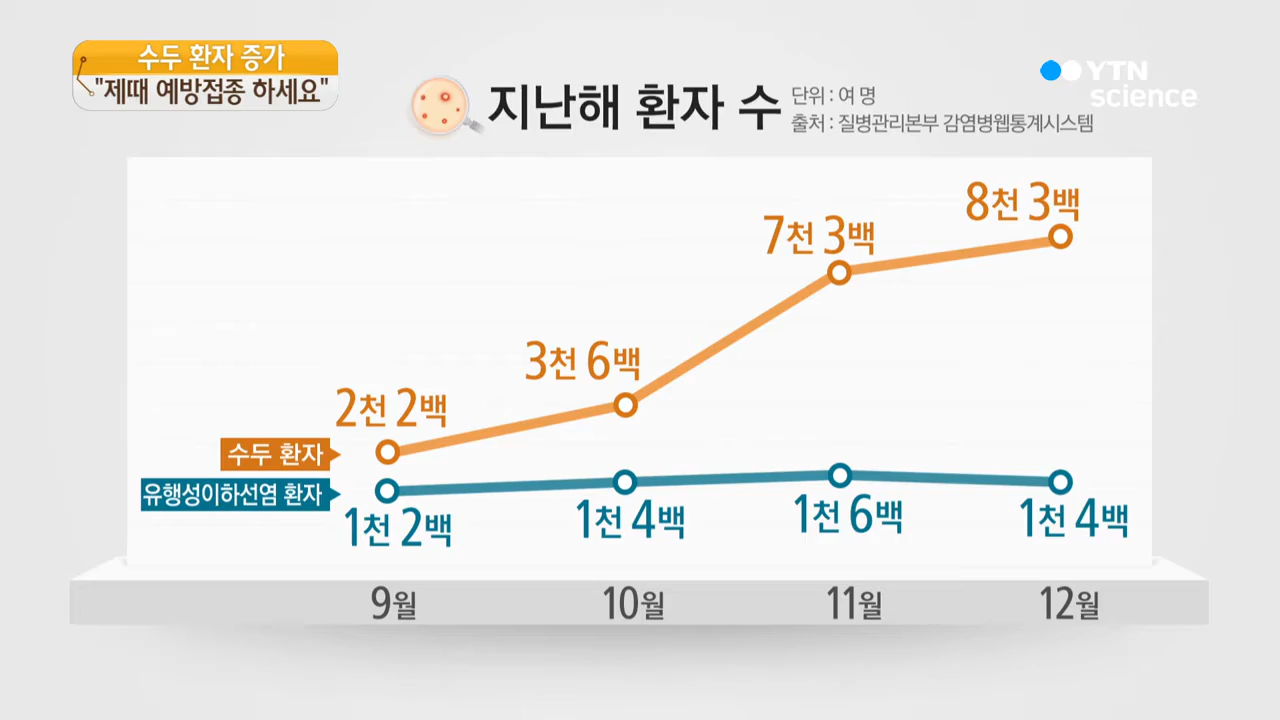 수두 환자 증가
"제때 예방접종 하세요"
지난해 환자 수
단위 : 여 명
출처 : 질병관리본부 감염병웹통계시스템
YTN
science
8천 3백
7천 3백
3천 6백
2천 2백
수두 환자
유행성이하선염 환자
1천 2백
1천 4백
1천 6백
1천 4백
9월
10월
11월
12월